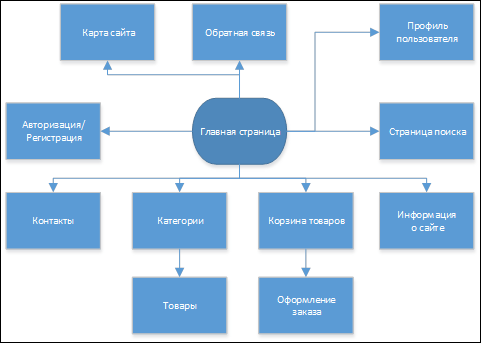 Карта сайта
Обратная связь
Профиль
пользователя
Авторизация/
Регистрация
Главная страница
Страница поиска
Контакты
Категории
Корзина товаров
Информация
о сайте
Товары
Оформление
заказа